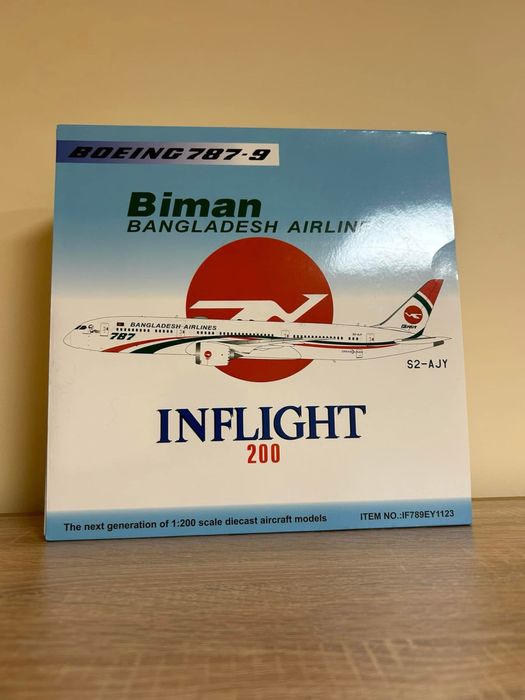 BOEING 787-9
Biman
BANGLADESH AIRLINE
BANGLADESH AIRLINES
787
S2-AJY
INFLIGHT
200
The next generation of 1:200 scale diecast aircraft models
ITEM NO.:IF789EY1123